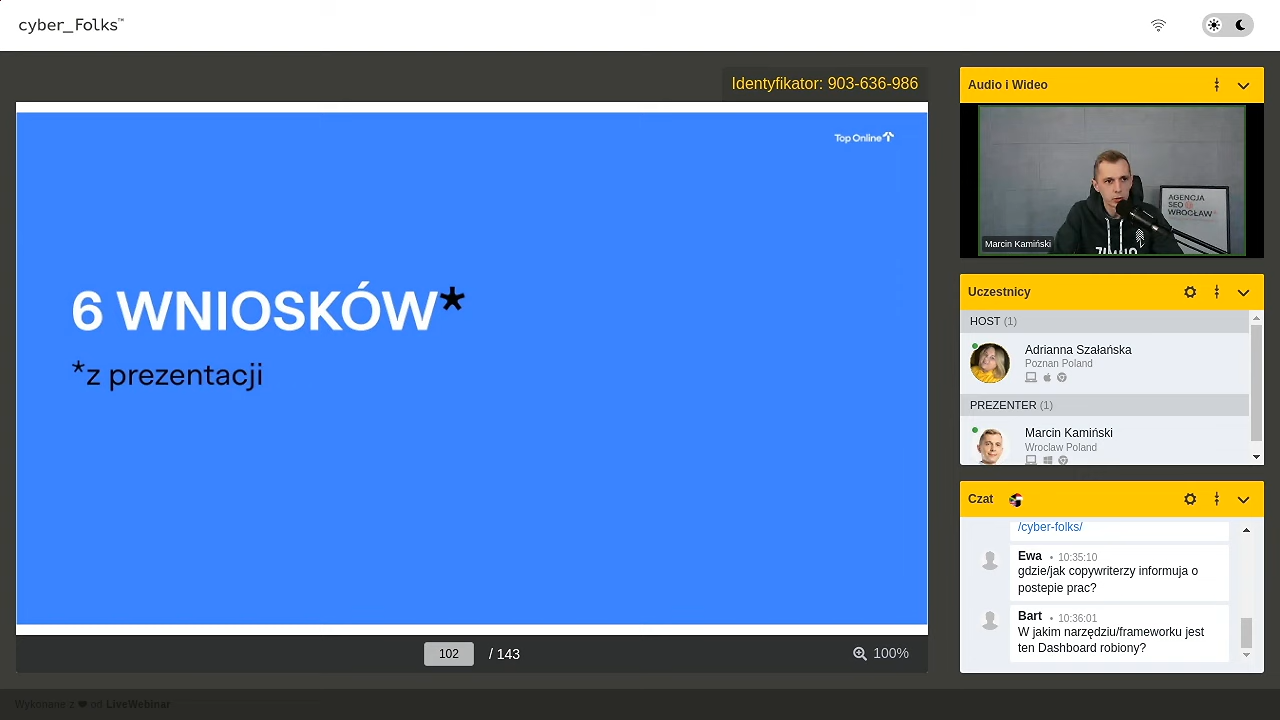 cyber_Folks™
Identyfikator: 903-636-986
Top Online
6 WNIOSKÓW*
*z prezentacji
102 / 143
100%
Audio i Wideo
AGENCJA
SEO
WROCŁAW
Marcin Kamiński
Uczestnicy
HOST (1)
Adrianna Szałańska
Poznan Poland
PREZENTER (1)
Marcin Kamiński
Wroclaw Poland
Czat
/cyber-folks/
Ewa • 10:35:10
gdzie/jak copywriterzy informuja o
postepie prac?
Bart • 10:36:01
W jakim narzędziu/frameworku jest
ten Dashboard robiony?
Wykonane z ❤ od LiveWebinar